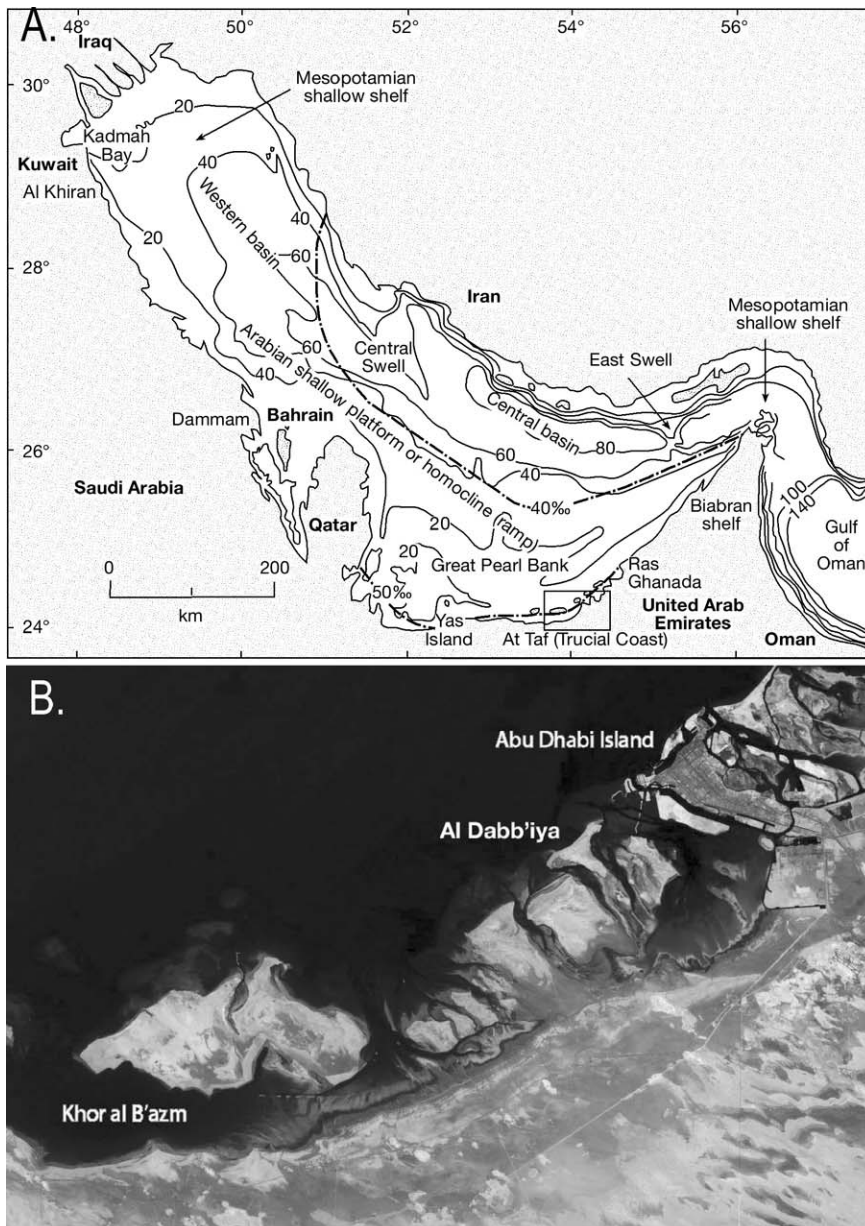 A.
48° 50° 52° 54° 56°
Iraq
30°
Mesopotamian
shallow shelf
20
Kadmah
Bay
Kuwait
Al Khiran
40
Western basin
40
20
60
28°
Iran
Mesopotamian
shallow shelf
Arabian shallow platform or homocline (ramp)
60
Central
Swell
East Swell
40
Central basin
Dammam
Bahrain
80
26°
60
40
Saudi Arabia
40‰
Biabran
shelf
100
140
Qatar
20
Gulf
of
Oman
20
Great Pearl Bank
Ras
Ghanada
0 200
km
50‰
Yas
Island
United Arab
Emirates
24°
At Taf (Trucial Coast)
Oman
B.
Abu Dhabi Island
Al Dabb'iya
Khor al B'azm